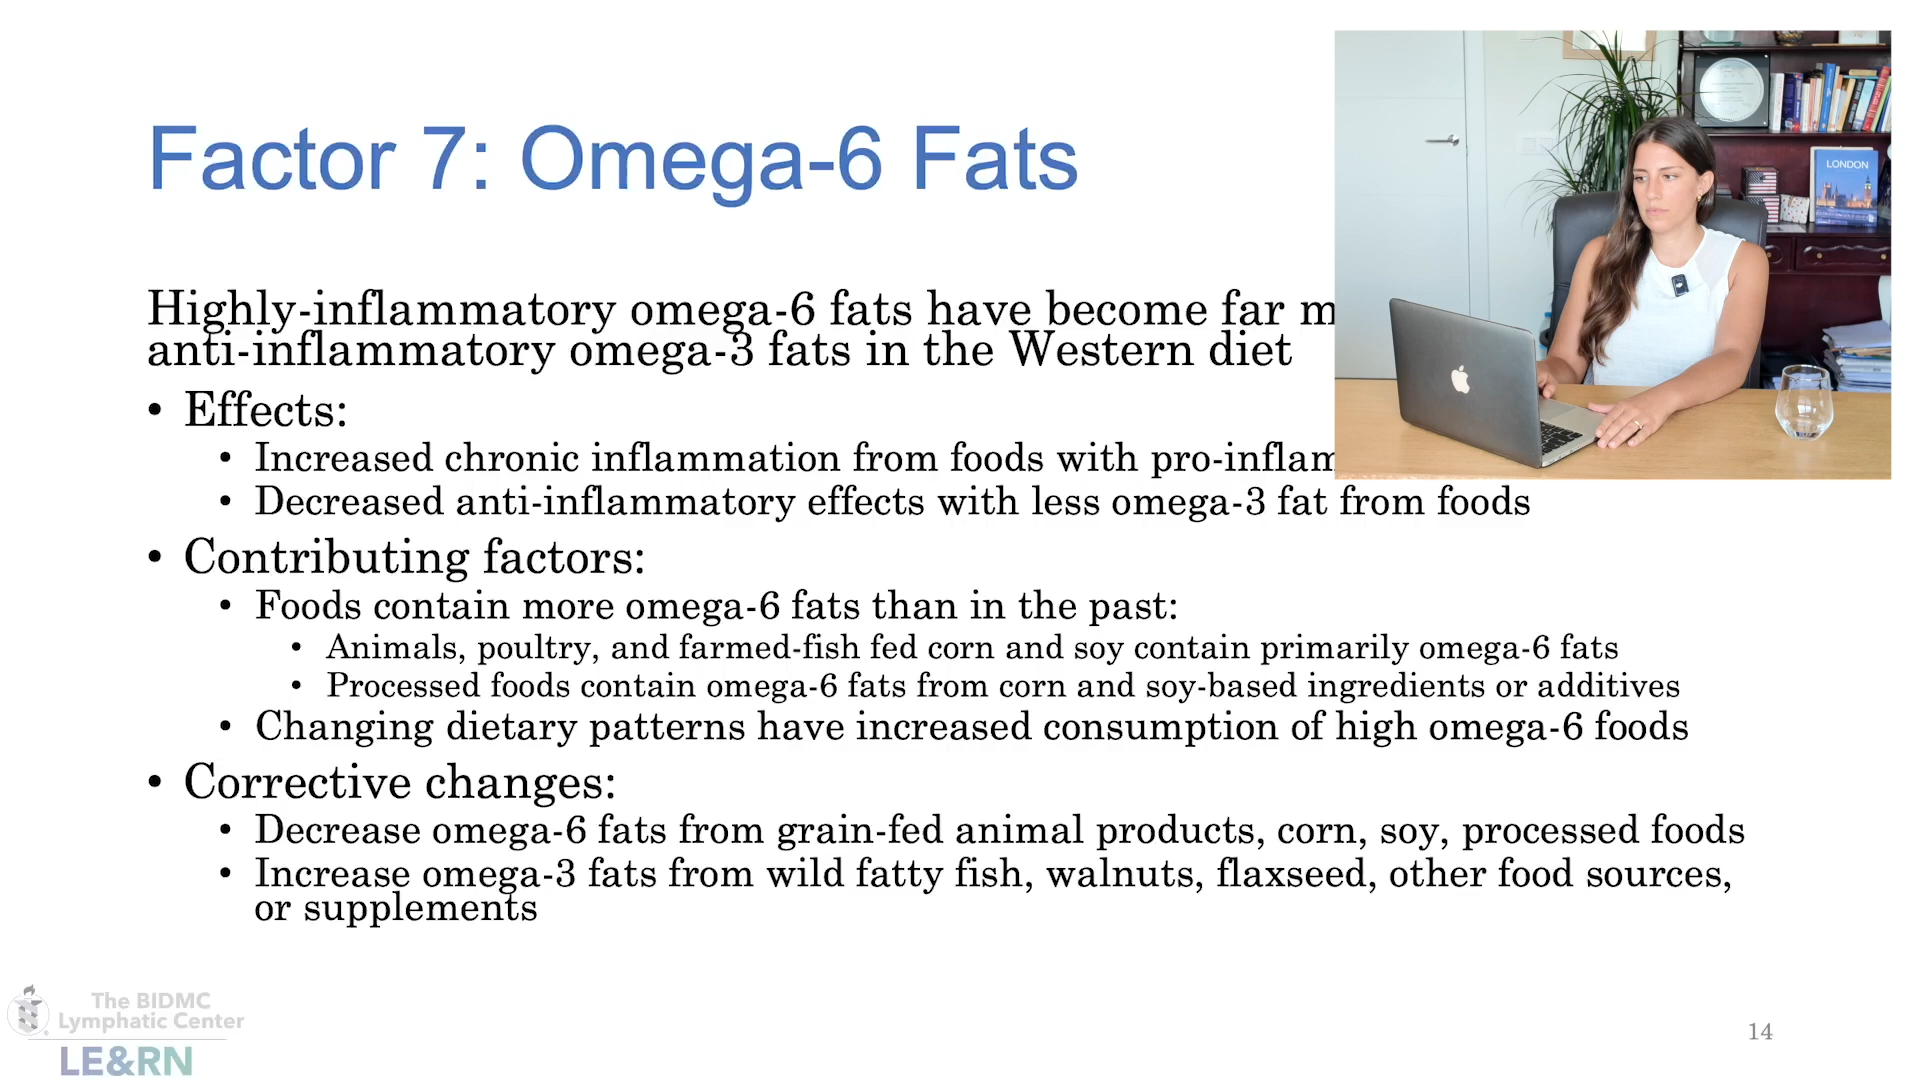 Factor 7: Omega-6 Fats
LONDON
Highly-inflammatory omega-6 fats have become far
anti-inflammatory omega-3 fats in the Western diet
• Effects:
• Increased chronic inflammation from foods with
• Decreased anti-inflammatory effects with less omega-3 fat from foods
• Contributing factors:
• Foods contain more omega-6 fats than in the past:
• Animals, poultry, and farmed-fish fed corn and soy contain primarily omega-6 fats
• Processed foods contain omega-6 fats from corn and soy-based ingredients or additives
• Changing dietary patterns have increased consumption of high omega-6 foods
• Corrective changes:
• Decrease omega-6 fats from grain-fed animal products, corn, soy, processed foods
• Increase omega-3 fats from wild fatty fish, walnuts, flaxseed, other food sources,
or supplements
The BIDMC
Lymphatic Center
LE&RN
14